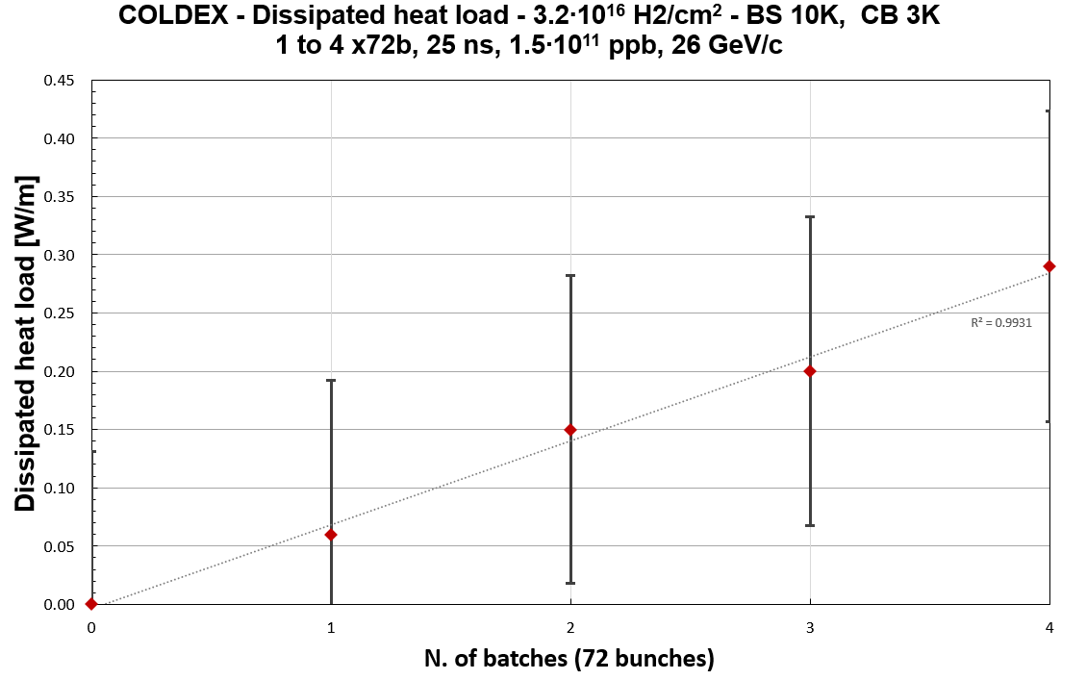 COLDEX - Dissipated heat load - 3.2·10¹⁶ H2/cm² - BS 10K, CB 3K
1 to 4 x72b, 25 ns, 1.5·10¹¹ ppb, 26 GeV/c
Dissipated heat load [W/m]
0.45
0.40
0.35
0.30
0.25
0.20
0.15
0.10
0.05
0.00
R² = 0.9931
0 1 2 3 4
N. of batches (72 bunches)